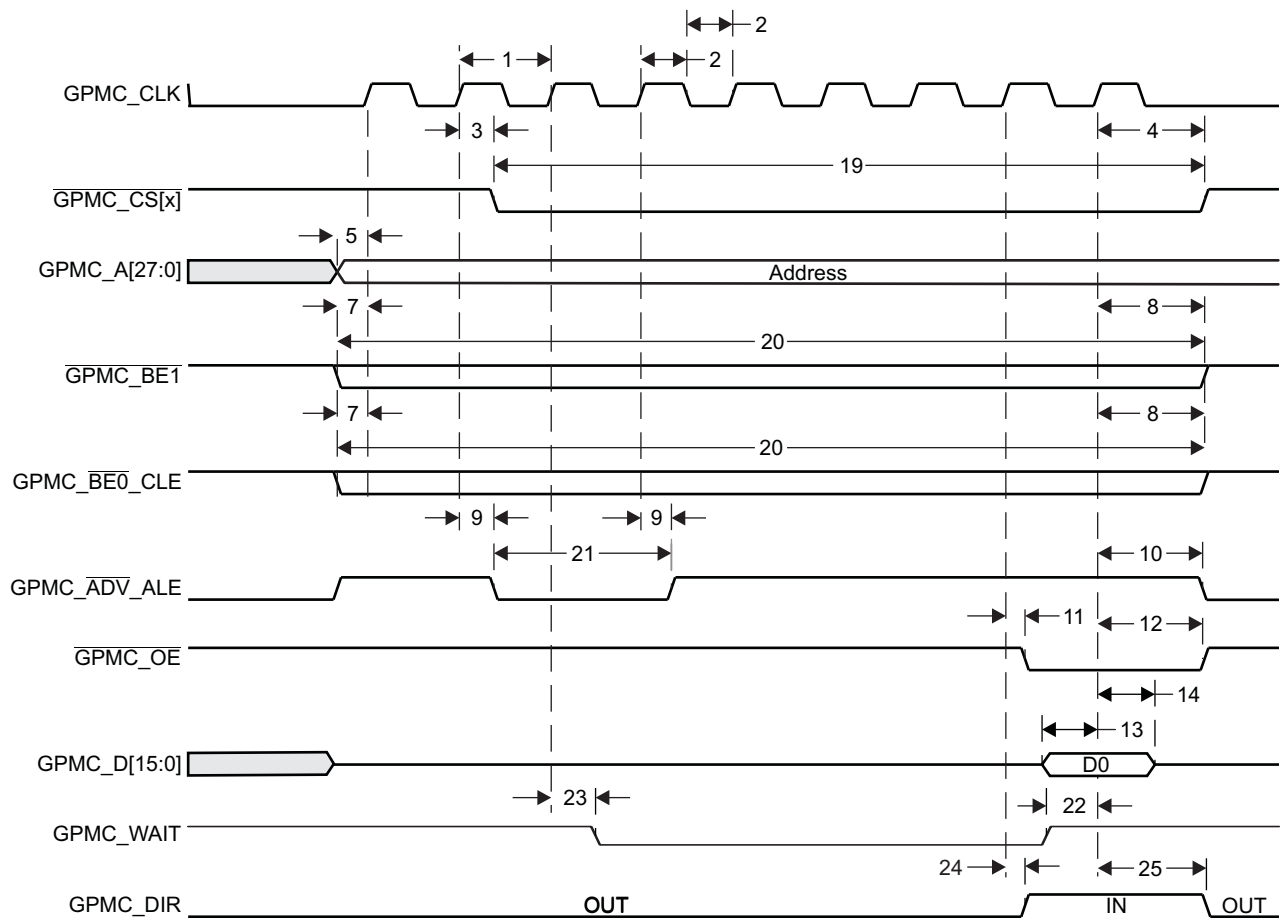 2
1
2
GPMC_CLK
3
4
19
GPMC_CS[x]
5
GPMC_A[27:0]
Address
7
8
20
GPMC_BE1
7
8
20
GPMC_BE0_CLE
9
9
21
10
GPMC_ADV_ALE
11
12
GPMC_OE
14
13
GPMC_D[15:0]
D0
23
22
GPMC_WAIT
24
25
GPMC_DIR
OUT
IN
OUT